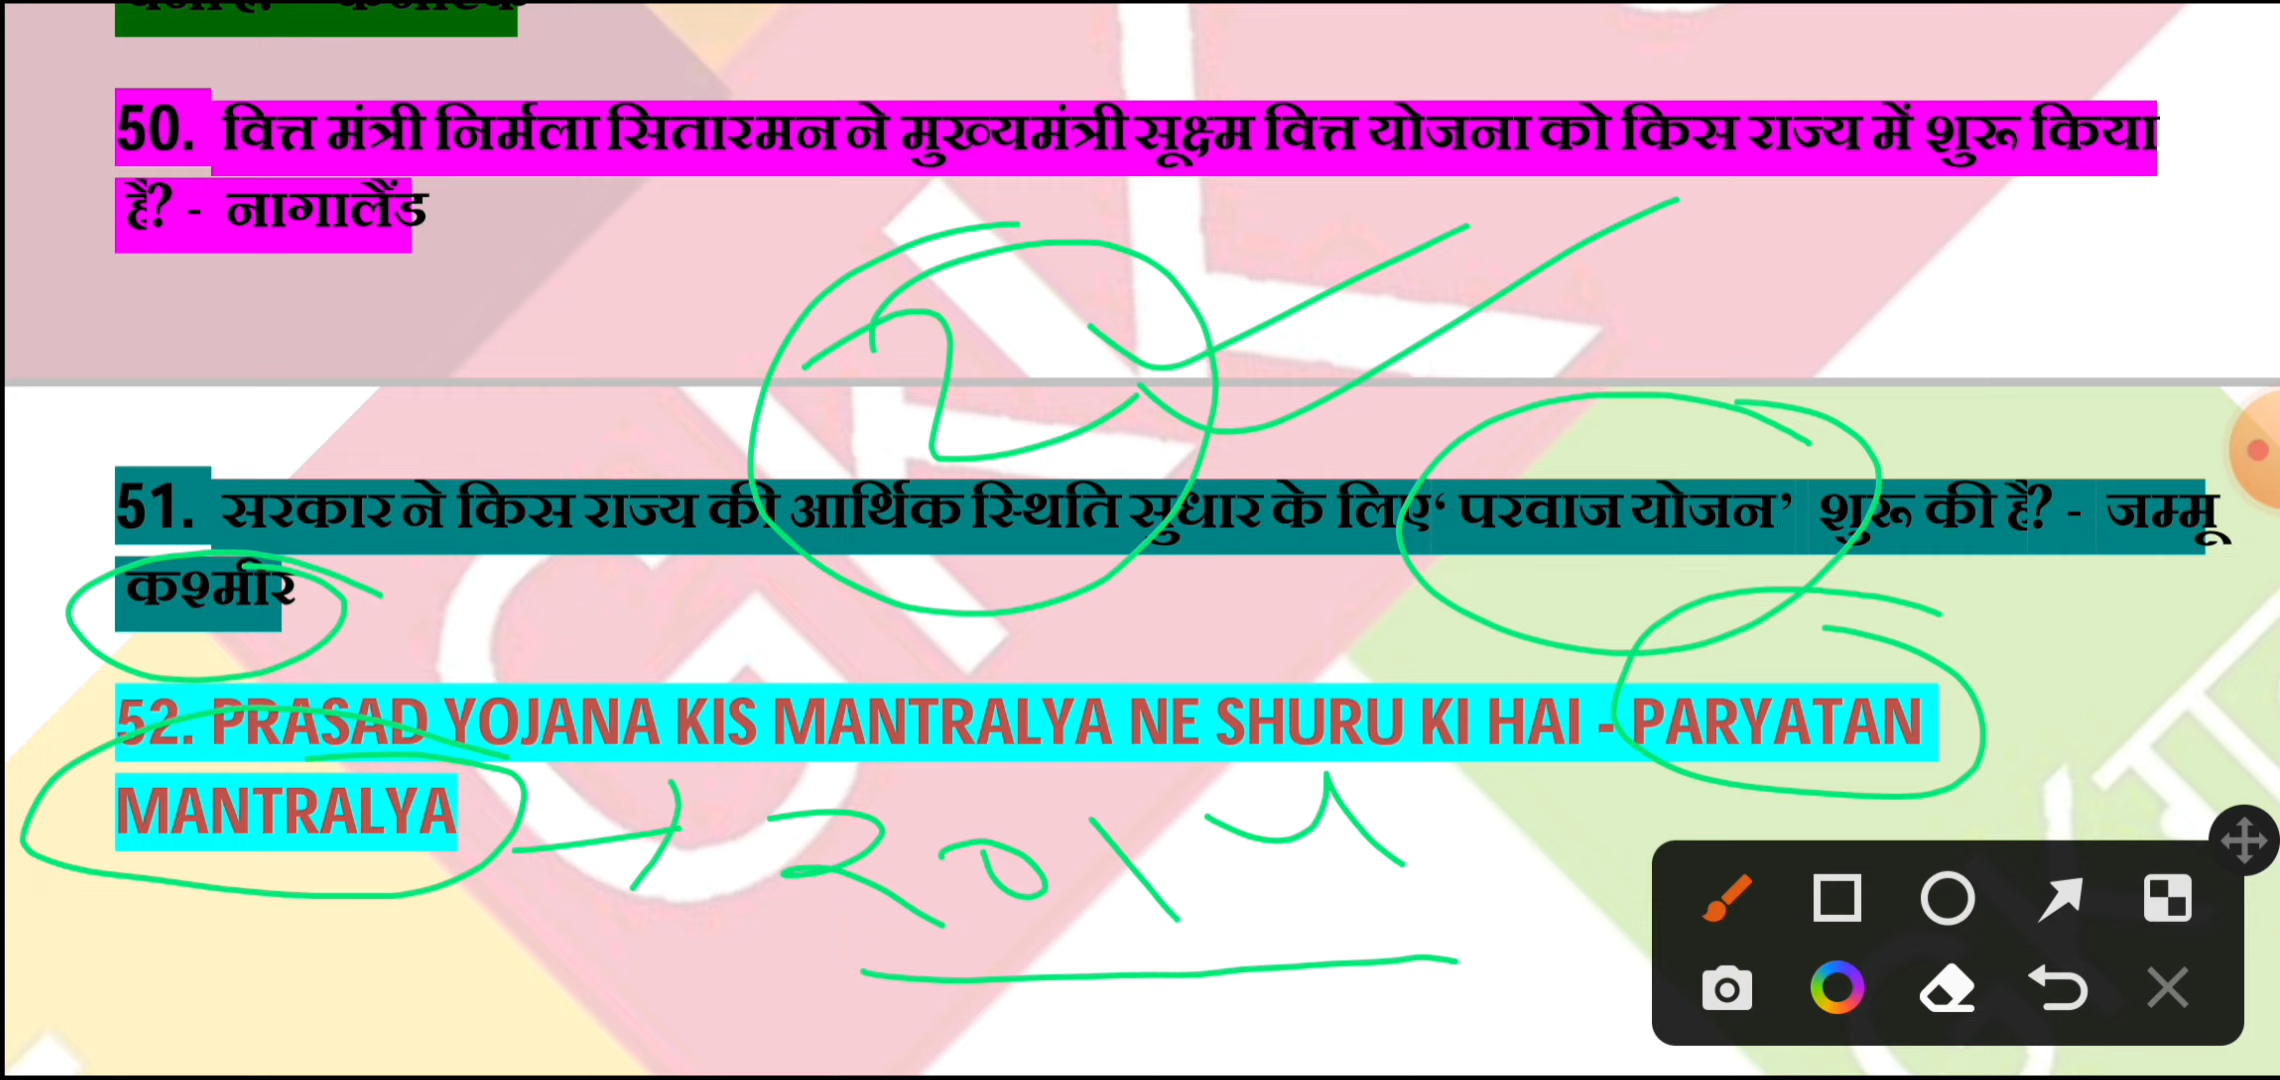 50. वित्त मंत्री निर्मला सितारमन ने मुख्यमंत्री सूक्ष्म वित्त योजना को किस राज्य में शुरू किया
है? - नागालैंड
2
51. सरकार ने किस राज्य की आर्थिक स्थिति सुधार के लिए‘ परवाज योजन’ शुरू की है? - जम्मू
कश्मीर
52. PRASAD YOJANA KIS MANTRALYA NE SHURU KI HAI - PARYATAN
MANTRALYA